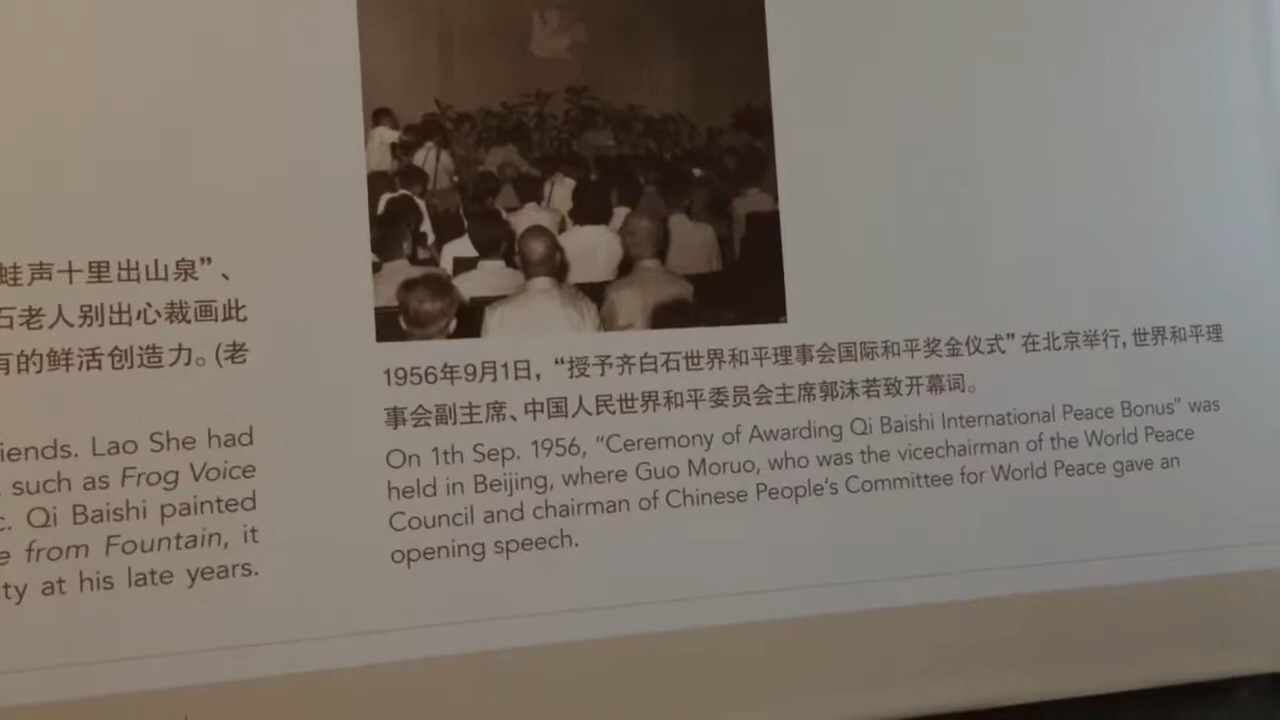 蛙声十里出山泉”、
石老人别出心裁画此
有的鲜活创造力。(老
iends. Lao She had
such as Frog Voice
c. Qi Baishi painted
e from Fountain, it
ty at his late years.
1956年9月1日，“授予齐白石世界和平理事会国际和平奖金仪式”在北京举行，世界和平理
事会副主席、中国人民世界和平委员会主席郭沫若致开幕词。
On 1th Sep. 1956, “Ceremony of Awarding Qi Baishi International Peace Bonus” was
held in Beijing, where Guo Moruo, who was the vicechairman of the World Peace
Council and chairman of Chinese People’s Committee for World Peace gave an
opening speech.